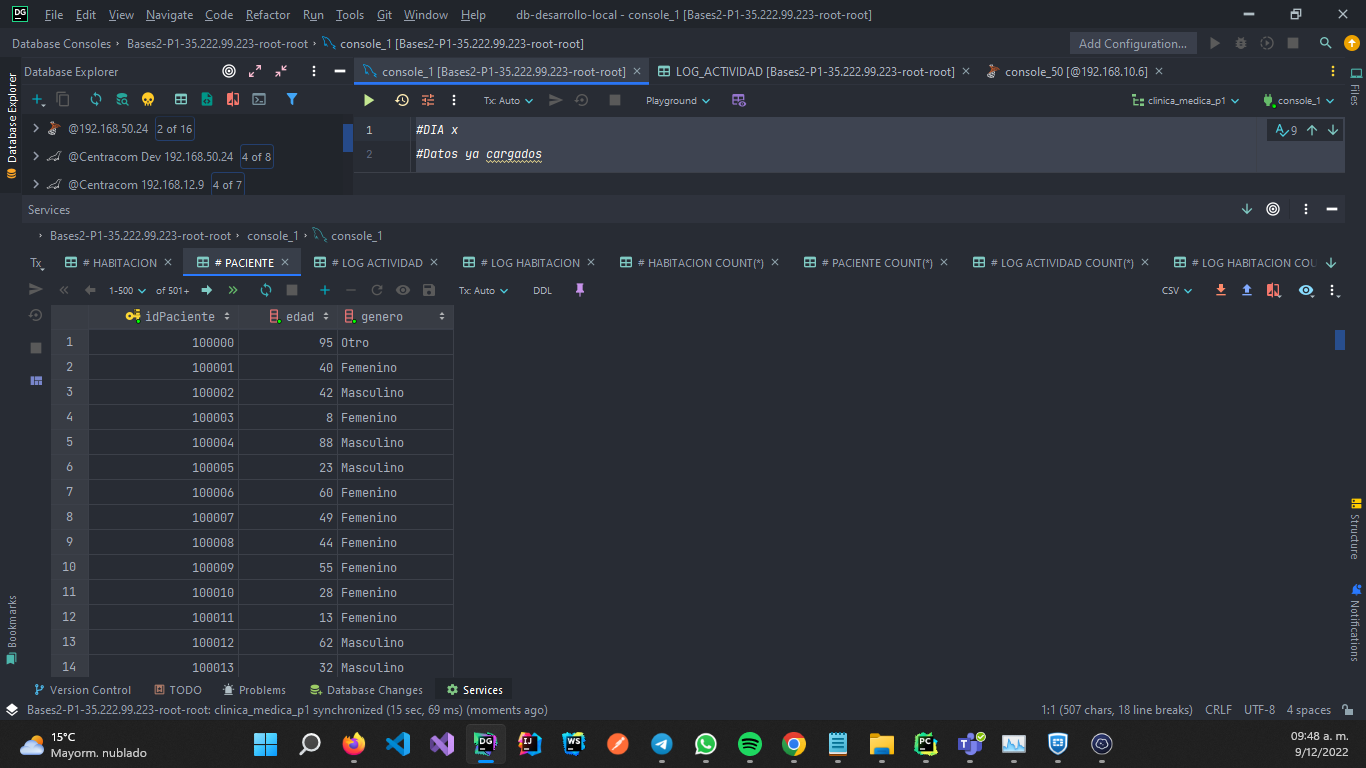 DG File Edit View Navigate Code Refactor Run Tools Git Window Help db-desarrollo-local - console_1 [Bases2-P1-35.222.99.223-root-root]
Database Consoles › Bases2-P1-35.222.99.223-root-root › console_1 [Bases2-P1-35.222.99.223-root-root] Add Configuration...
Database Explorer console_1 [Bases2-P1-35.222.99.223-root-root] LOG_ACTIVIDAD [Bases2-P1-35.222.99.223-root-root] console_50 [@192.168.10.6]
Tx: Auto Playground clinica_medica_p1 console_1
Database Explorer
Files
@192.168.50.24 2 of 16
@Centracom Dev 192.168.50.24 4 of 8
@Centracom 192.168.12.9 4 of 7
1 #DIA x 9
2 #Datos ya cargados
Services
Bases2-P1-35.222.99.223-root-root › console_1 › console_1
Tx # HABITACION # PACIENTE # LOG ACTIVIDAD # LOG HABITACION # HABITACION COUNT(*) # PACIENTE COUNT(*) # LOG ACTIVIDAD COUNT(*) # LOG HABITACION COU
1-500 of 501+ Tx: Auto DDL CSV
idPaciente edad genero
1 100000 95 Otro
2 100001 40 Femenino
3 100002 42 Masculino
4 100003 8 Femenino
5 100004 88 Masculino
6 100005 23 Masculino
7 100006 60 Femenino
8 100007 49 Femenino
9 100008 44 Femenino
10 100009 55 Femenino
11 100010 28 Femenino
12 100011 13 Femenino
13 100012 62 Masculino
14 100013 32 Masculino
Structure
Notifications
Bookmarks
Version Control TODO Problems Database Changes Services
Bases2-P1-35.222.99.223-root-root: clinica_medica_p1 synchronized (15 sec, 69 ms) (moments ago) 1:1 (507 chars, 18 line breaks) CRLF UTF-8 4 spaces
15°C
Mayorm. nublado
DG IJ WS PC
09:48 a. m.
9/12/2022